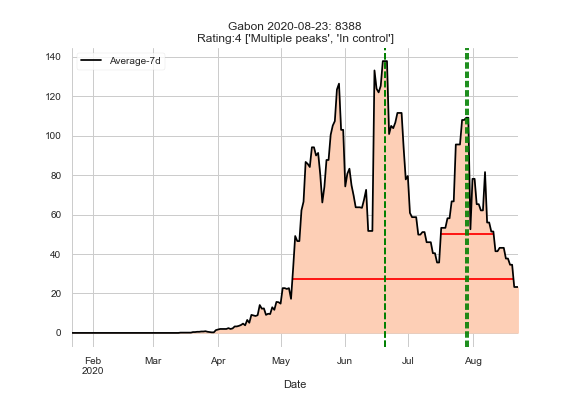 Gabon 2020-08-23: 8388
Rating:4 ['Multiple peaks', 'In control']
Average-7d
140
120
100
80
60
40
20
0
Feb Mar Apr May Jun Jul Aug
2020
Date